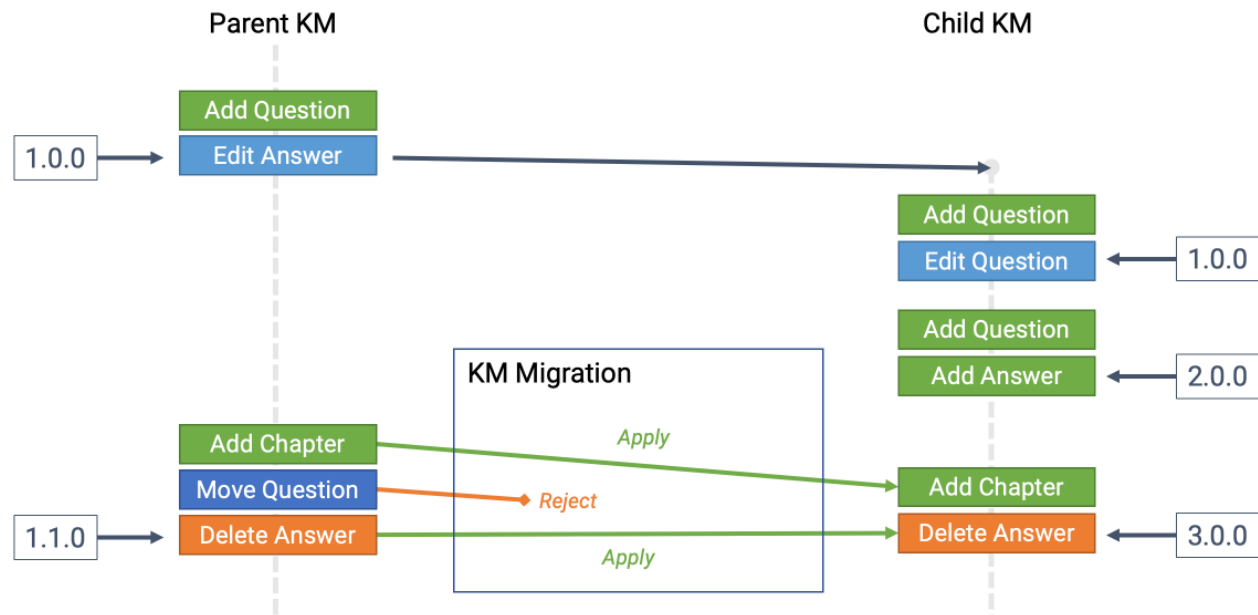 Parent KM
Child KM
Add Question
1.0.0
Edit Answer
Add Question
Edit Question
1.0.0
Add Question
KM Migration
Add Answer
2.0.0
Add Chapter
Apply
Move Question
Reject
Add Chapter
1.1.0
Delete Answer
Apply
Delete Answer
3.0.0